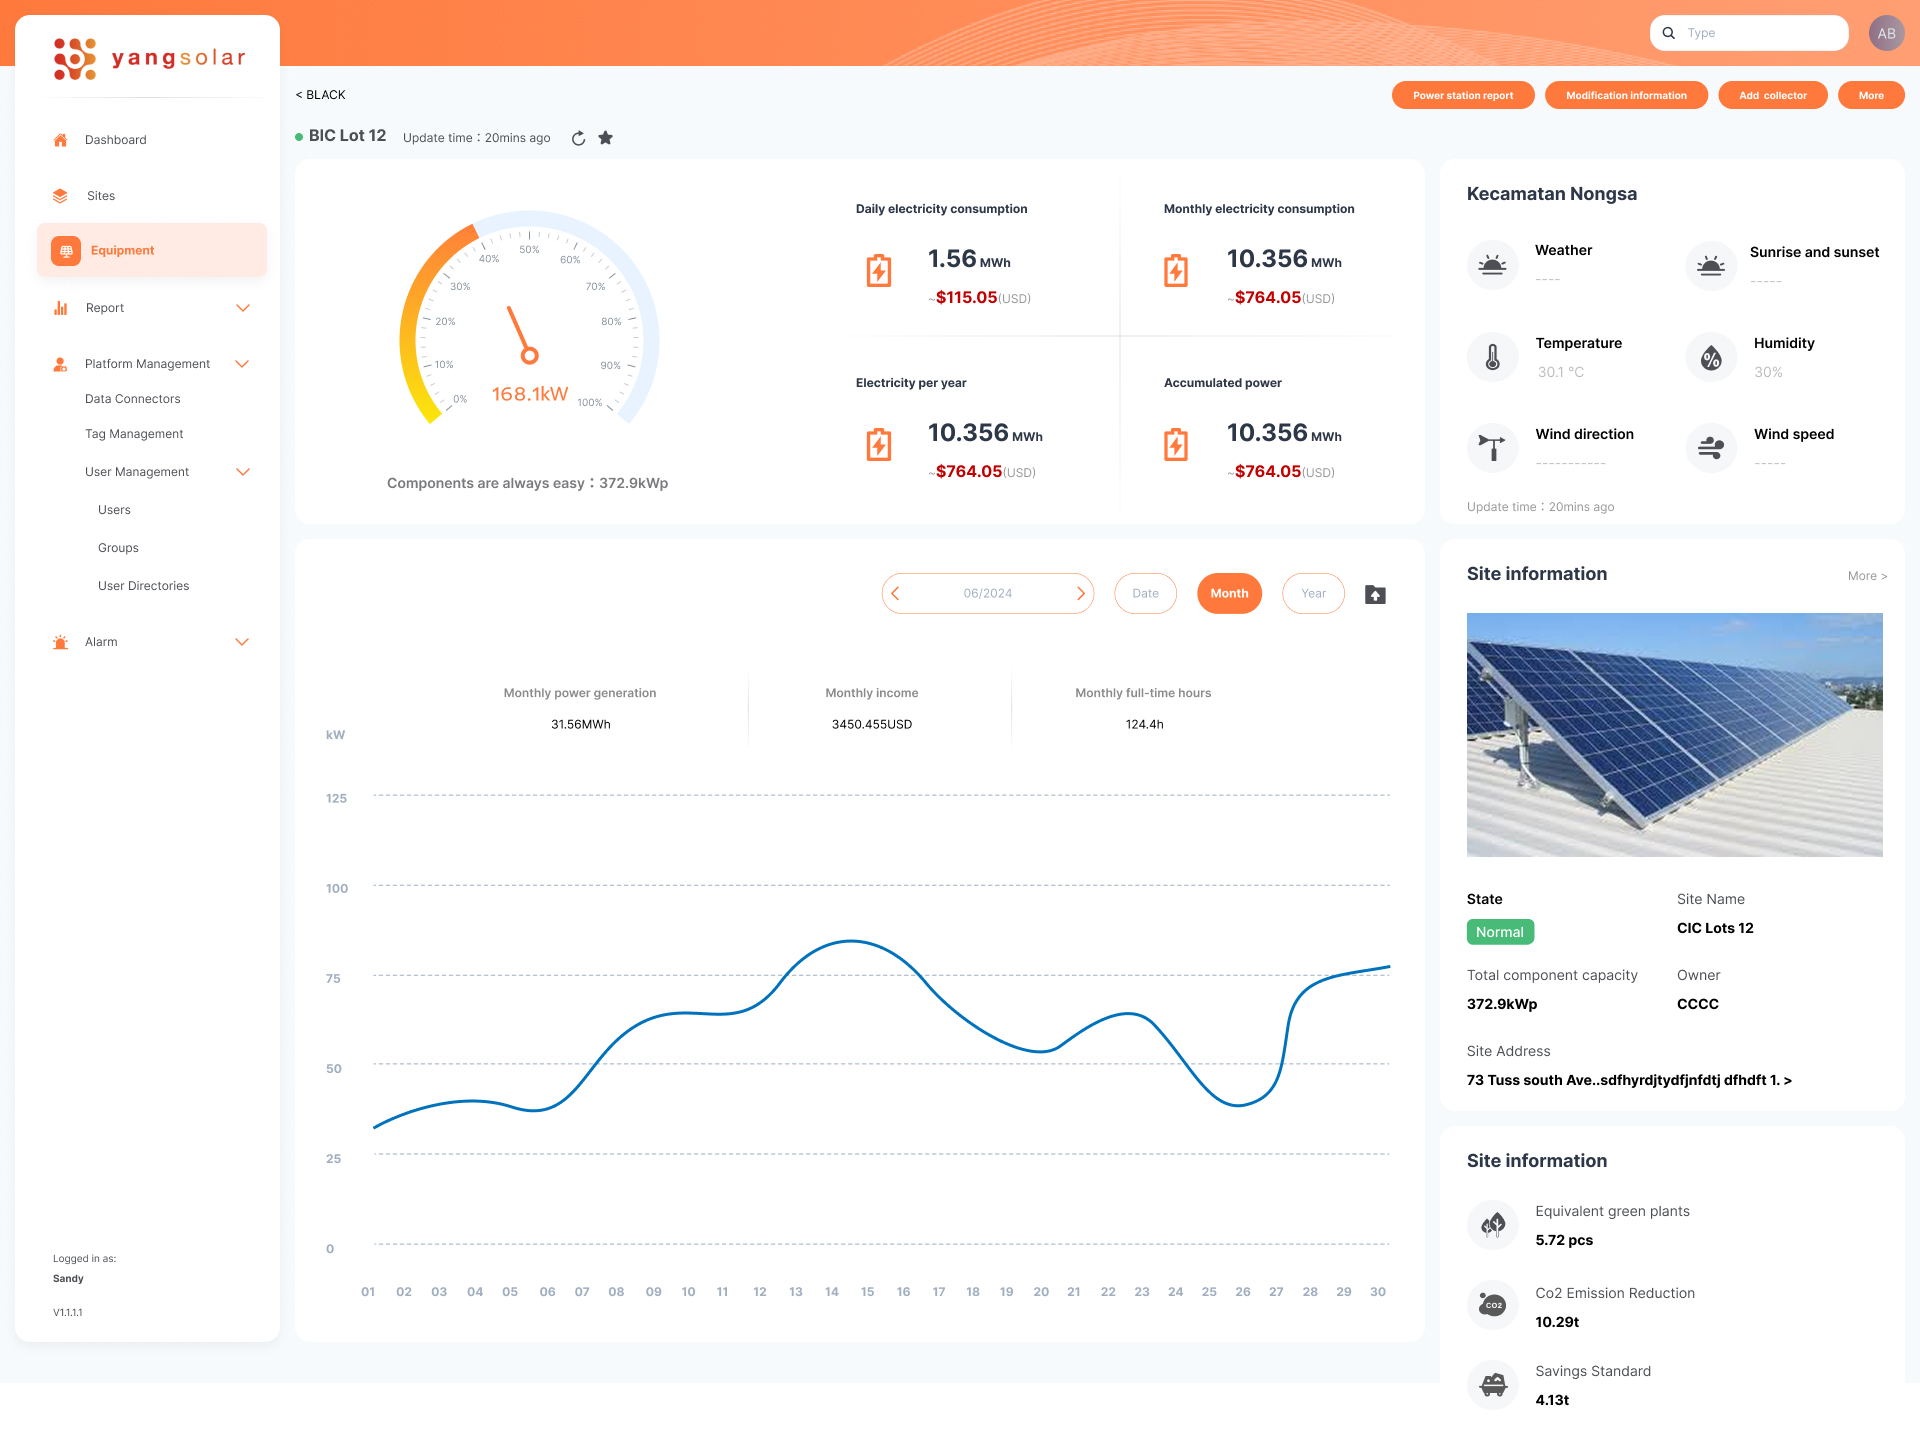 yangsolar
Type
AB
Dashboard
Sites
Equipment
Report
Platform Management
Data Connectors
Tag Management
User Management
Users
Groups
User Directories
Alarm
Logged in as:
Sandy
V1.1.1.1
< BLACK
Power station report
Modification information
Add collector
More
BIC Lot 12
Update time：20mins ago
0%
10%
20%
30%
40%
50%
60%
70%
80%
90%
100%
168.1kW
Components are always easy：372.9kWp
Daily electricity consumption
1.56 MWh
~$115.05(USD)
Monthly electricity consumption
10.356 MWh
~$764.05(USD)
Electricity per year
10.356 MWh
~$764.05(USD)
Accumulated power
10.356 MWh
~$764.05(USD)
Kecamatan Nongsa
Weather
----
Sunrise and sunset
-----
Temperature
30.1 °C
Humidity
30%
%
Wind direction
-----------
Wind speed
-----
Update time：20mins ago
06/2024
Date
Month
Year
Monthly power generation
31.56MWh
Monthly income
3450.455USD
Monthly full-time hours
124.4h
kW
125
100
75
50
25
0
01 02 03 04 05 06 07 08 09 10 11 12 13 14 15 16 17 18 19 20 21 22 23 24 25 26 27 28 29 30
Site information
More >
State
Normal
Site Name
CIC Lots 12
Total component capacity
372.9kWp
Owner
CCCC
Site Address
73 Tuss south Ave..sdfhyrdjtydfjnfdtj dfhdft 1. >
Site information
Equivalent green plants
5.72 pcs
CO2
Co2 Emission Reduction
10.29t
Savings Standard
4.13t